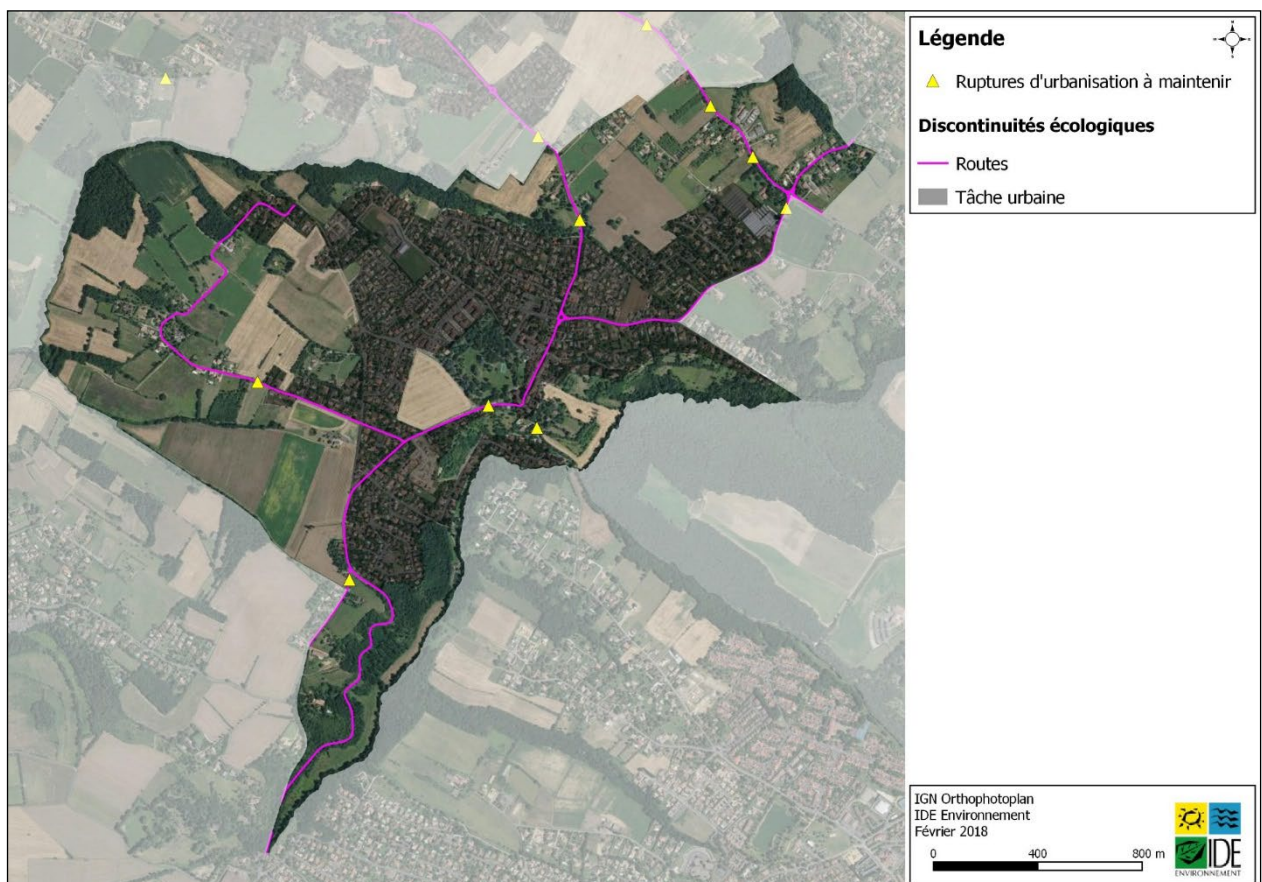 Légende
Ruptures d'urbanisation à maintenir
Discontinuités écologiques
Routes
Tâche urbaine
IGN Orthophotoplan
IDE Environnement
Février 2018
0 400 800 m
IDE
ENVIRONNEMENT